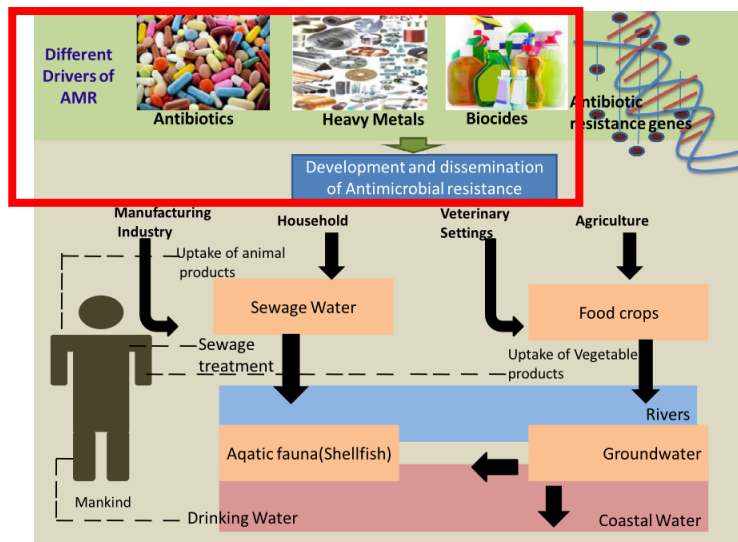 Different
Drivers of
AMR
Antibiotics
Heavy Metals
Biocides
Antibiotic
resistance genes
Development and dissemination
of Antimicrobial resistance
Manufacturing
Industry
Household
Veterinary
Settings
Agriculture
Uptake of animal
products
Sewage Water
Food crops
Sewage
treatment
Uptake of Vegetable
products
Rivers
Aqatic fauna(Shellfish)
Groundwater
Mankind
Drinking Water
Coastal Water